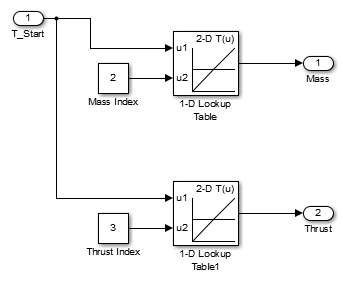 1
T_Start
2-D T(u)
u1
2
u2
1
Mass Index
Mass
1-D Lookup
Table
2-D T(u)
u1
3
u2
2
Thrust Index
Thrust
1-D Lookup
Table1